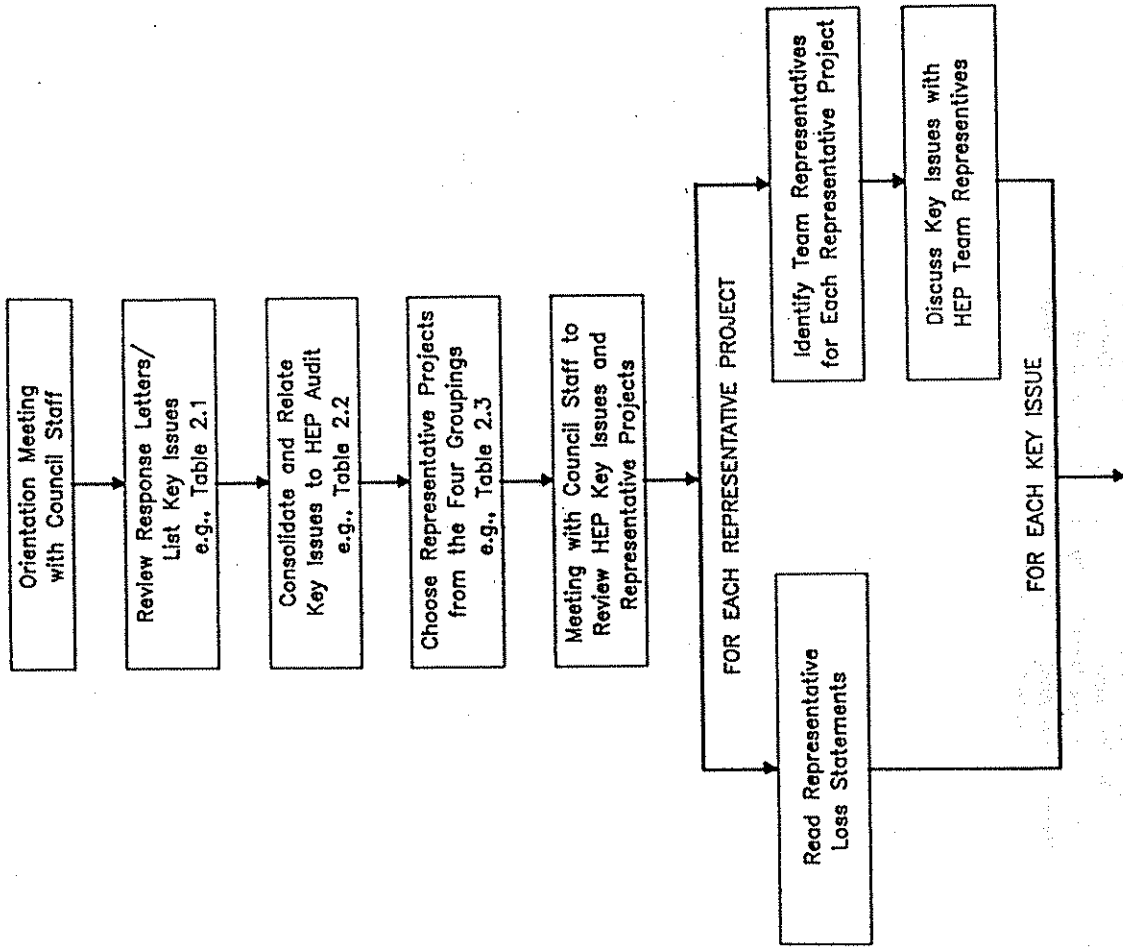 Orientation Meeting
with Council Staff
Review Response Letters/
List Key Issues
e.g., Table 2.1
Consolidate and Relate
Key Issues to HEP Audit
e.g., Table 2.2
Choose Representative Projects
from the Four Groupings
e.g., Table 2.3
Meeting with Council Staff to
Review HEP Key Issues and
Representative Projects
FOR EACH REPRESENTATIVE PROJECT
Read Representative
Loss Statements
Identify Team Representatives
for Each Representative Project
Discuss Key Issues with
HEP Team Representives
FOR EACH KEY ISSUE